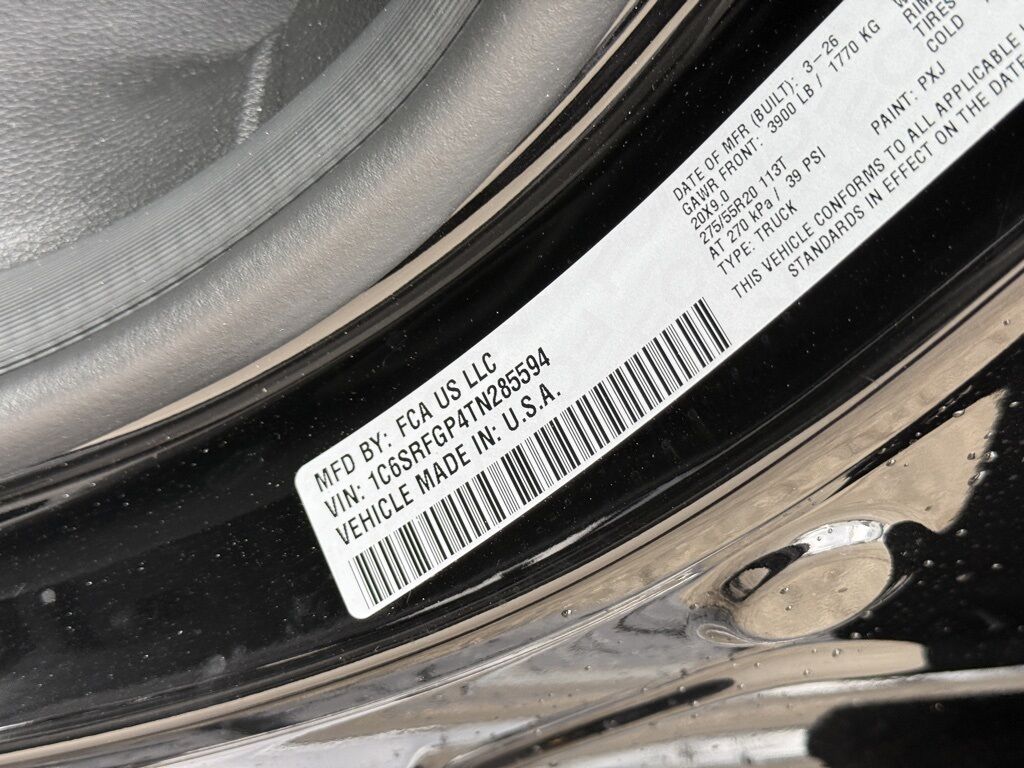 MFD BY: FCA US LLC
VIN: 1C6SRFGP4TN285594
VEHICLE MADE IN: U.S.A.
DATE OF MFR (BUILT): 3-26
GAWR FRONT: 3900 LB / 1770 KG
20X9.0
275/55R20 113T
AT 270 kPa / 39 PSI
TYPE: TRUCK
RIM
TIRES
COLD
PAINT: PXJ
THIS VEHICLE CONFORMS TO ALL APPLICABLE
STANDARDS IN EFFECT ON THE DATE